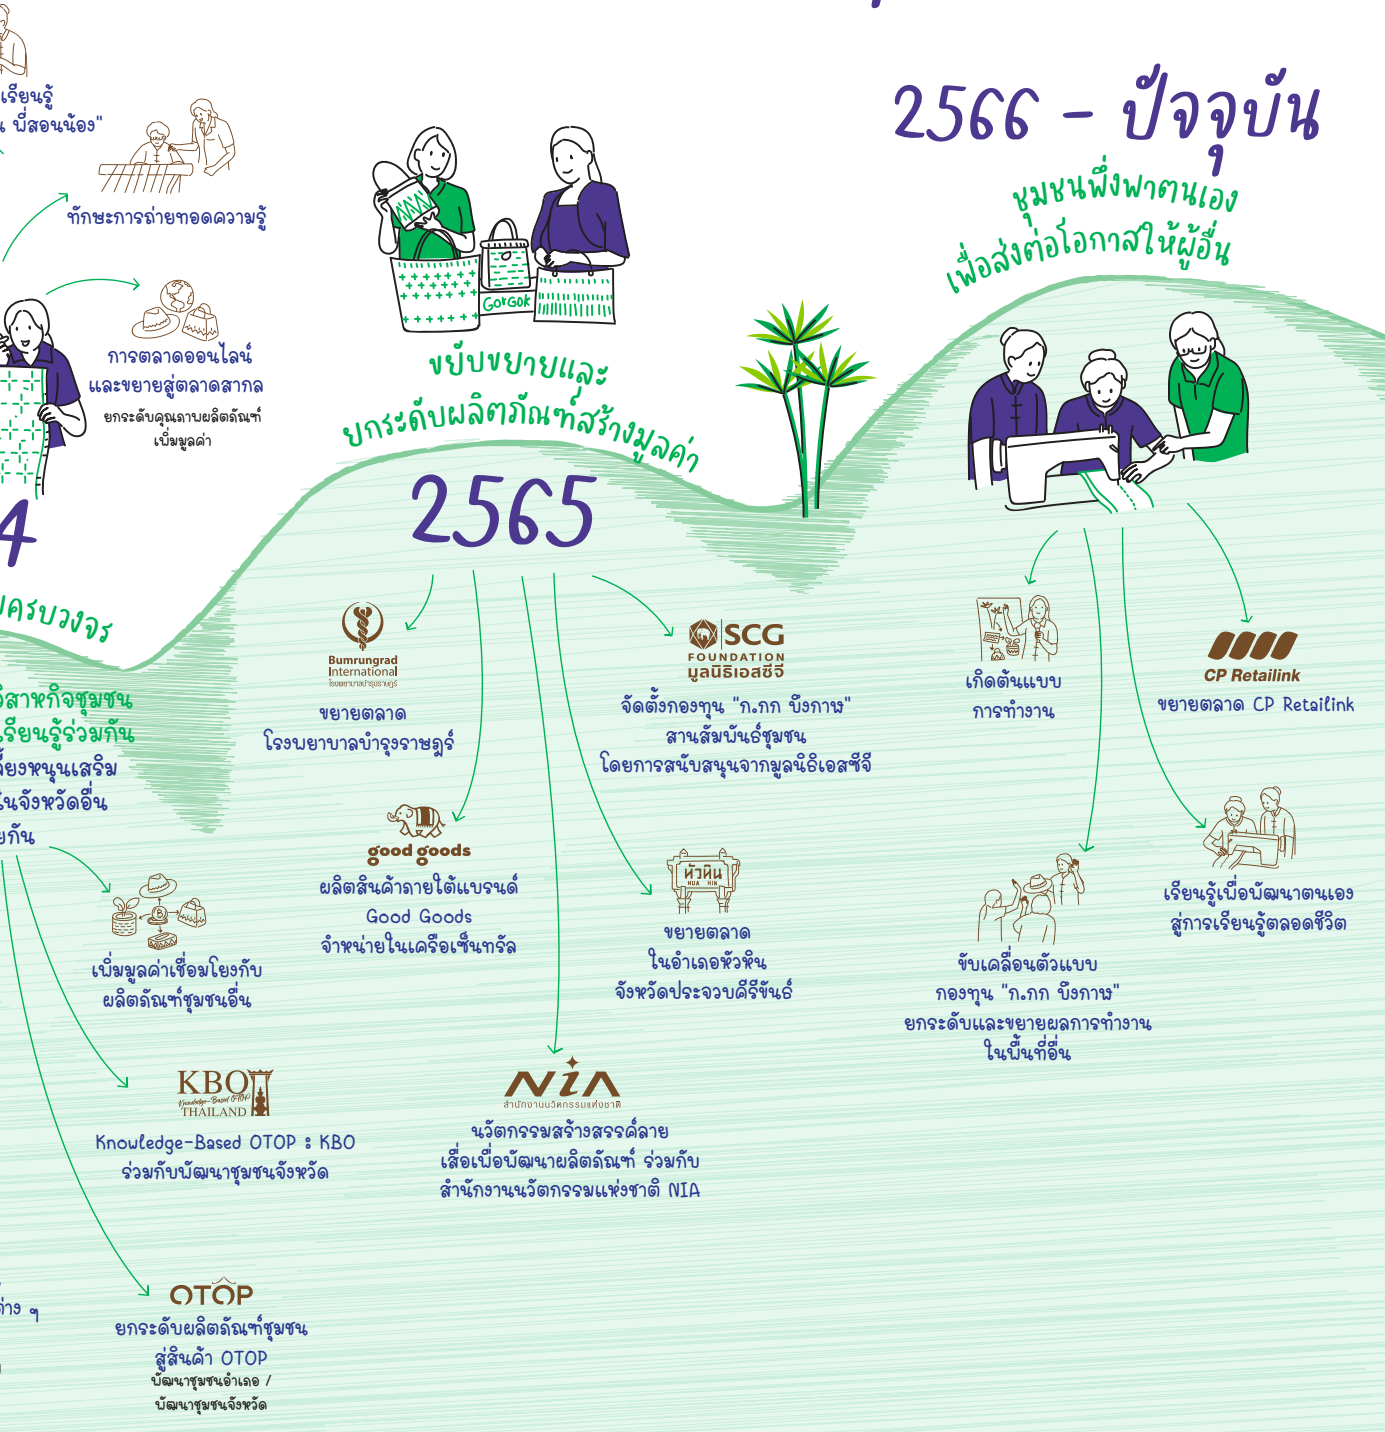 เรียนรู้
พี่สอนน้อง"
ทักษะการถ่ายทอดความรู้
การตลาดออนไลน์
และขยายสู่ตลาดสากล
ยกระดับคุณภาพผลิตภัณฑ์
เพิ่มมูลค่า
4
ครบวงจร
วิสาหกิจชุมชน
เรียนรู้ร่วมกัน
หนุนเสริม
ในจังหวัดอื่น
กัน
เพิ่มมูลค่าเชื่อมโยงกับ
ผลิตภัณฑ์ชุมชนอื่น
KBO
Knowledge-Based OTOP
THAILAND
Knowledge-Based OTOP : KBO
ร่วมกับพัฒนาชุมชนจังหวัด
ต่าง ๆ
OTOP
ยกระดับผลิตภัณฑ์ชุมชน
สู่สินค้า OTOP
พัฒนาชุมชนอำเภอ /
พัฒนาชุมชนจังหวัด
GorGok
ขยับขยายและ
ยกระดับผลิตภัณฑ์สร้างมูลค่า
2565
Bumrungrad
International
โรงพยาบาลบำรุงราษฎร์
ขยายตลาด
โรงพยาบาลบำรุงราษฎร์
good goods
ผลิตสินค้าภายใต้แบรนด์
Good Goods
จำหน่ายในเครือเซ็นทรัล
NiA
สำนักงานนวัตกรรมแห่งชาติ
นวัตกรรมสร้างสรรค์ลาย
เสื่อเพื่อพัฒนาผลิตภัณฑ์ ร่วมกับ
สำนักงานนวัตกรรมแห่งชาติ NIA
หัวหิน
HUA HIN
ขยายตลาด
ในอำเภอหัวหิน
จังหวัดประจวบคีรีขันธ์
SCG
FOUNDATION
มูลนิธิเอสซีจี
จัดตั้งกองทุน "ก.กก บึงกาฬ"
สานสัมพันธ์ชุมชน
โดยการสนับสนุนจากมูลนิธิเอสซีจี
2566 - ปัจจุบัน
ชุมชนพึ่งพาตนเอง
เพื่อส่งต่อโอกาสให้ผู้อื่น
เกิดต้นแบบ
การทำงาน
ขับเคลื่อนตัวแบบ
กองทุน "ก.กก บึงกาฬ"
ยกระดับและขยายผลการทำงาน
ในพื้นที่อื่น
เรียนรู้เพื่อพัฒนาตนเอง
สู่การเรียนรู้ตลอดชีวิต
CP Retailink
ขยายตลาด CP Retailink